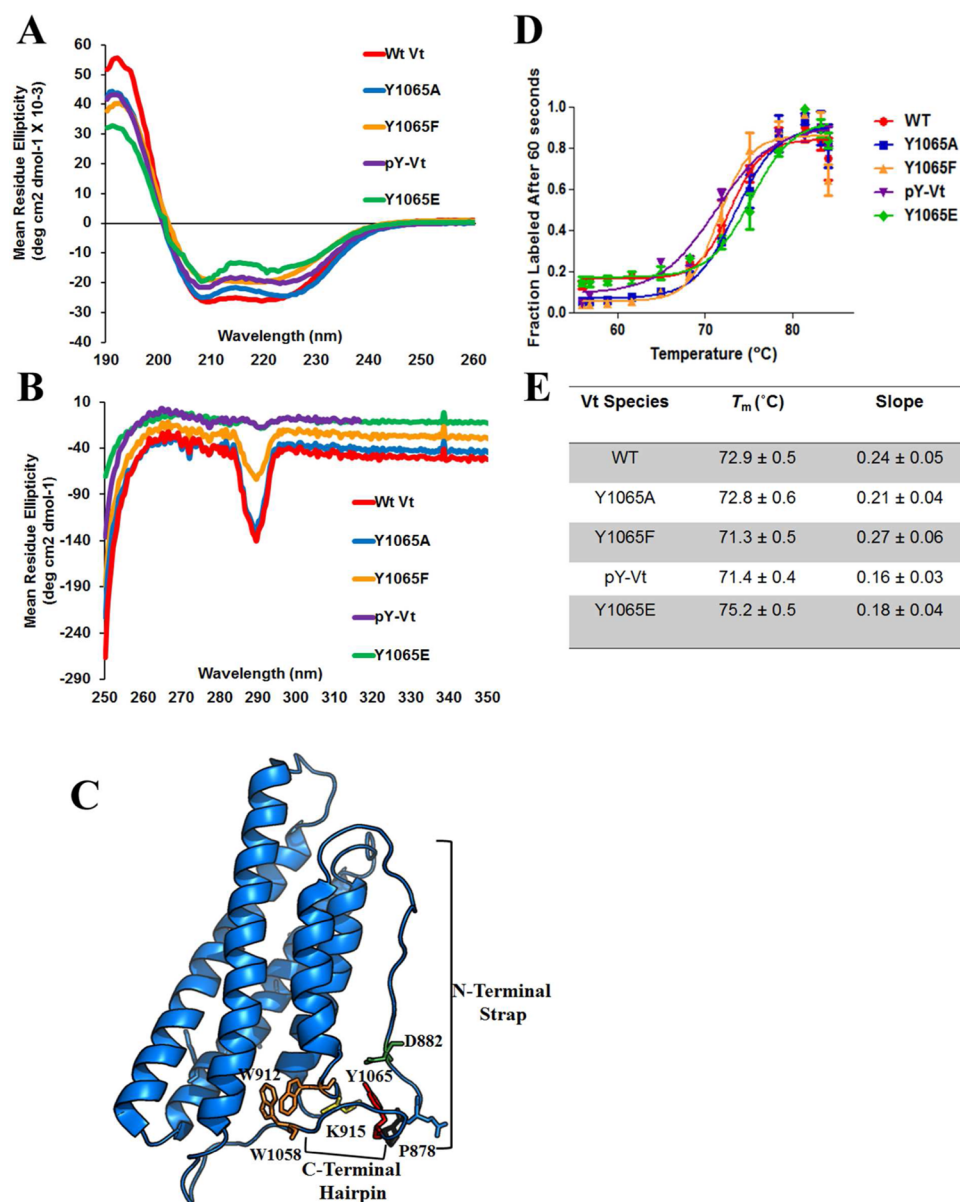 A
Mean Residue Ellipticity
(deg cm2 dmol-1 X 10-3)
60
50
40
30
20
10
0
-10
-20
-30
-40
190 200 210 220 230 240 250 260
Wavelength (nm)
Wt Vt
Y1065A
Y1065F
pY-Vt
Y1065E
D
Fraction Labeled After 60 seconds
1.0
0.8
0.6
0.4
0.2
0.0
60 70 80
Temperature (°C)
WT
Y1065A
Y1065F
pY-Vt
Y1065E
B
Mean Residue Ellipticity
(deg cm2 dmol-1)
10
-40
-90
-140
-190
-240
-290
250 260 270 280 290 300 310 320 330 340 350
Wavelength (nm)
Wt Vt
Y1065A
Y1065F
pY-Vt
Y1065E
E
Vt Species Tm (˚C) Slope
WT 72.9 ± 0.5 0.24 ± 0.05
Y1065A 72.8 ± 0.6 0.21 ± 0.04
Y1065F 71.3 ± 0.5 0.27 ± 0.06
pY-Vt 71.4 ± 0.4 0.16 ± 0.03
Y1065E 75.2 ± 0.5 0.18 ± 0.04
C
N-Terminal
Strap
D882
W912 Y1065
K915 P878
W1058
C-Terminal
Hairpin